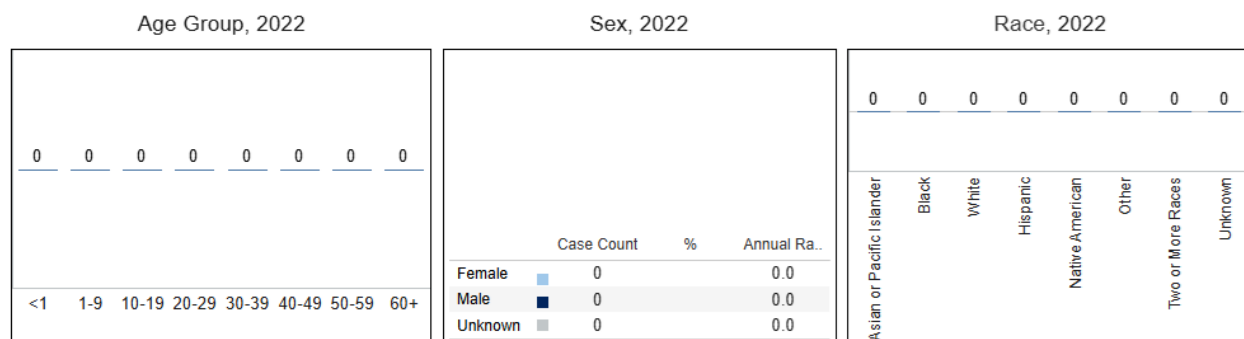 Age Group, 2022
0 0 0 0 0 0 0 0
<1 1-9 10-19 20-29 30-39 40-49 50-59 60+
Sex, 2022
Case Count % Annual Ra..
Female 0 0.0
Male 0 0.0
Unknown 0 0.0
Race, 2022
0 0 0 0 0 0 0 0
Asian or Pacific Islander
Black
White
Hispanic
Native American
Other
Two or More Races
Unknown